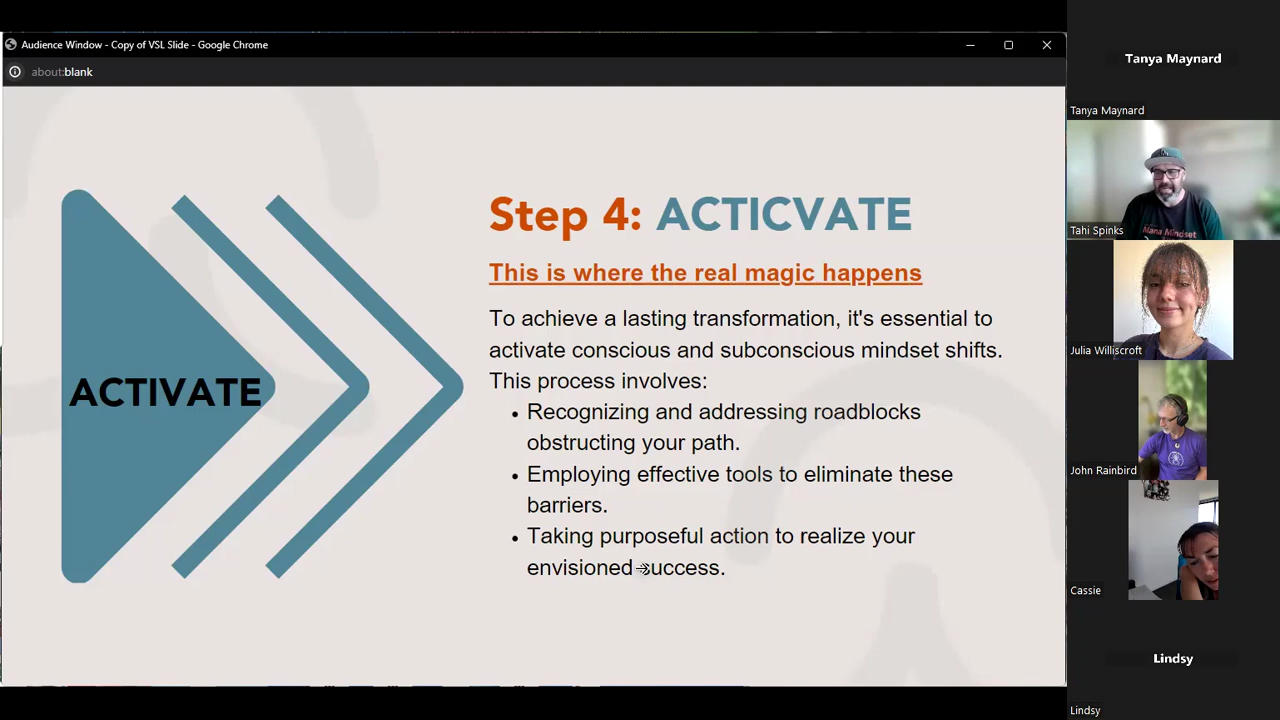 Audience Window - Copy of VSL Slide - Google Chrome
about:blank
ACTIVATE
Step 4: ACTICVATE
This is where the real magic happens
To achieve a lasting transformation, it's essential to
activate conscious and subconscious mindset shifts.
This process involves:
• Recognizing and addressing roadblocks
obstructing your path.
• Employing effective tools to eliminate these
barriers.
• Taking purposeful action to realize your
envisioned success.
Tanya Maynard
Tanya Maynard
Mana Mindset
Tahi Spinks
Julia Williscroft
John Rainbird
Cassie
Lindsy
Lindsy